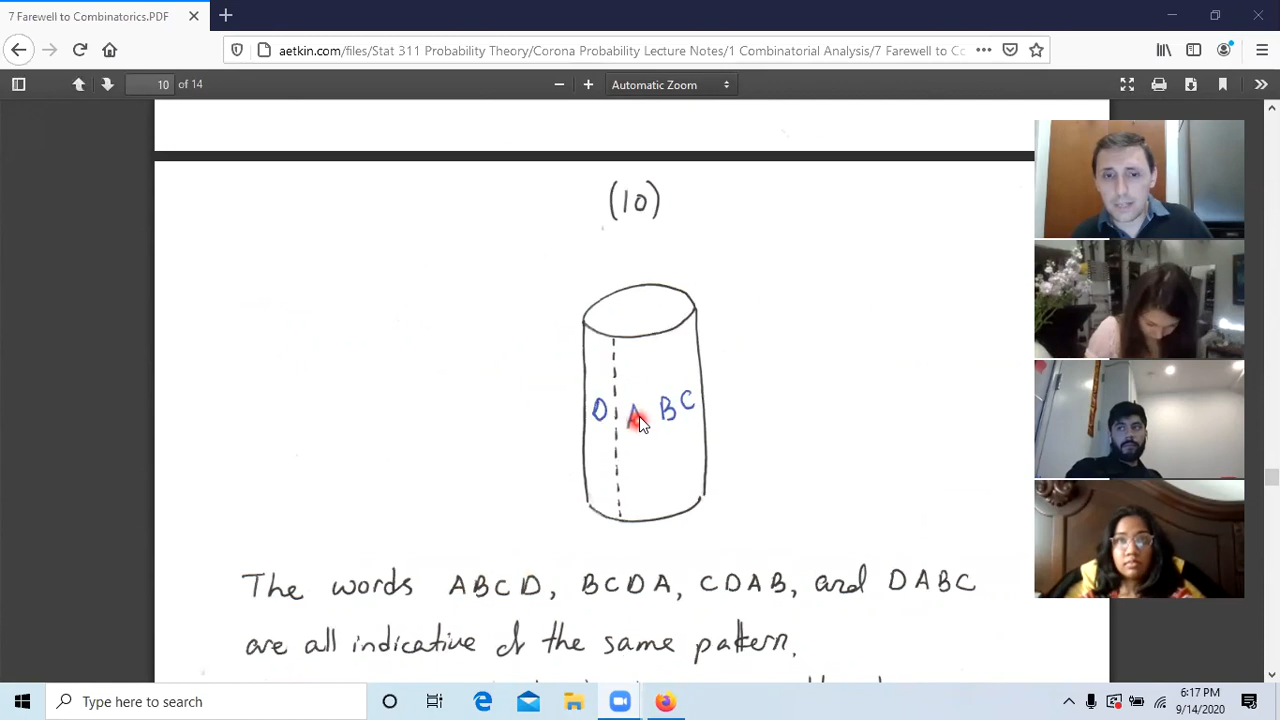 7 Farewell to Combinatorics.PDF
aetkin.com/files/Stat 311 Probability Theory/Corona Probability Lecture Notes/1 Combinatorial Analysis/7 Farewell to Co
10 of 14
Automatic Zoom
(10)
D A B C
The words ABCD, BCDA, CDAB, and DABC
are all indicative of the same pattern.
Type here to search
6:17 PM
9/14/2020